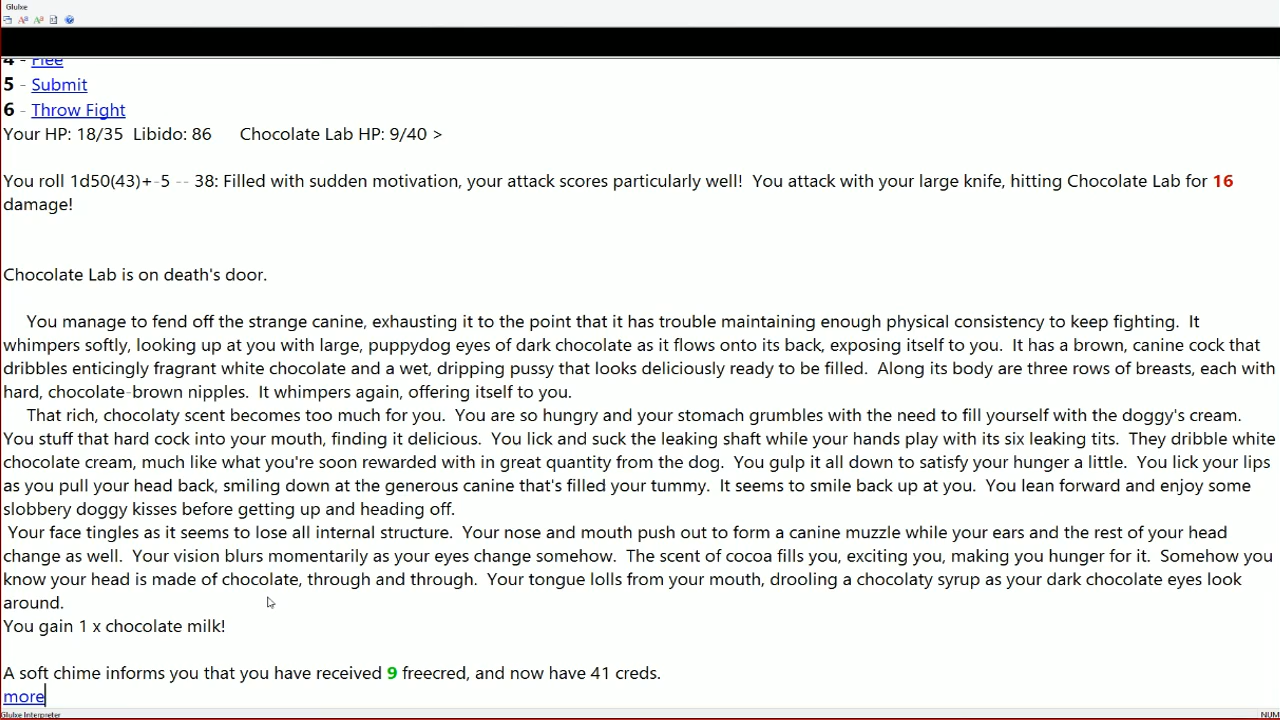 Glulxe
4 - Flee
5 - Submit
6 - Throw Fight
Your HP: 18/35 Libido: 86 Chocolate Lab HP: 9/40 >
You roll 1d50(43)+-5 -- 38: Filled with sudden motivation, your attack scores particularly well! You attack with your large knife, hitting Chocolate Lab for 16
damage!
Chocolate Lab is on death's door.
You manage to fend off the strange canine, exhausting it to the point that it has trouble maintaining enough physical consistency to keep fighting. It
whimpers softly, looking up at you with large, puppydog eyes of dark chocolate as it flows onto its back, exposing itself to you. It has a brown, canine cock that
dribbles enticingly fragrant white chocolate and a wet, dripping pussy that looks deliciously ready to be filled. Along its body are three rows of breasts, each with
hard, chocolate-brown nipples. It whimpers again, offering itself to you.
That rich, chocolaty scent becomes too much for you. You are so hungry and your stomach grumbles with the need to fill yourself with the doggy's cream.
You stuff that hard cock into your mouth, finding it delicious. You lick and suck the leaking shaft while your hands play with its six leaking tits. They dribble white
chocolate cream, much like what you're soon rewarded with in great quantity from the dog. You gulp it all down to satisfy your hunger a little. You lick your lips
as you pull your head back, smiling down at the generous canine that's filled your tummy. It seems to smile back up at you. You lean forward and enjoy some
slobbery doggy kisses before getting up and heading off.
Your face tingles as it seems to lose all internal structure. Your nose and mouth push out to form a canine muzzle while your ears and the rest of your head
change as well. Your vision blurs momentarily as your eyes change somehow. The scent of cocoa fills you, exciting you, making you hunger for it. Somehow you
know your head is made of chocolate, through and through. Your tongue lolls from your mouth, drooling a chocolaty syrup as your dark chocolate eyes look
around.
You gain 1 x chocolate milk!
A soft chime informs you that you have received 9 freecred, and now have 41 creds.
more
Glulxe Interpreter NUM